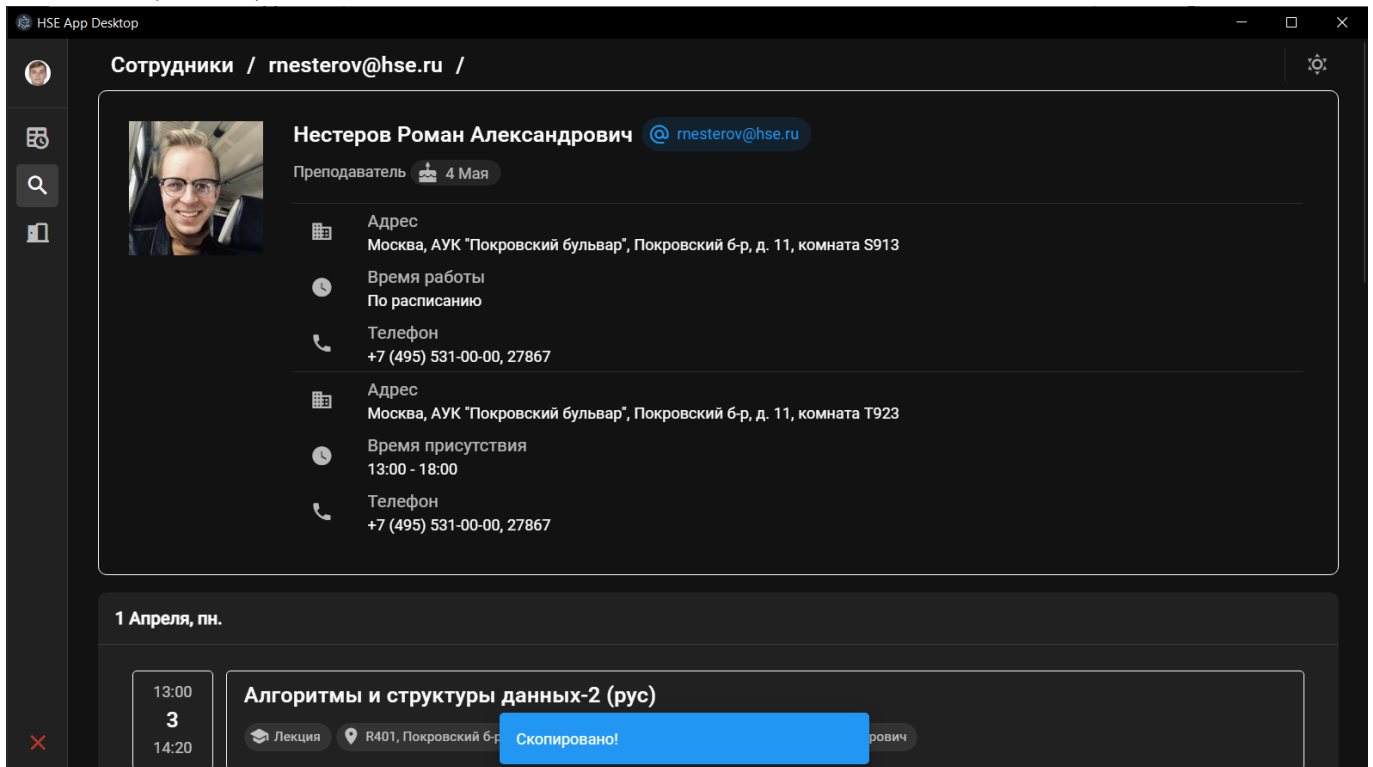 HSE App Desktop
Сотрудники / rnesterov@hse.ru /
Нестеров Роман Александрович @ rnesterov@hse.ru
Преподаватель 4 Мая
Адрес
Москва, АУК "Покровский бульвар", Покровский б-р, д. 11, комната S913
Время работы
По расписанию
Телефон
+7 (495) 531-00-00, 27867
Адрес
Москва, АУК "Покровский бульвар", Покровский б-р, д. 11, комната T923
Время присутствия
13:00 - 18:00
Телефон
+7 (495) 531-00-00, 27867
1 Апреля, пн.
13:00
3
14:20
Алгоритмы и структуры данных-2 (рус)
Лекция R401, Покровский б-р
Скопировано!